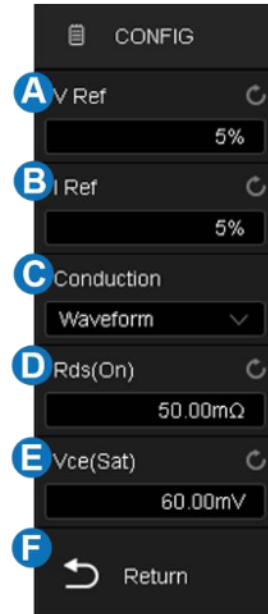 CONFIG
A V Ref
5%
B I Ref
5%
C Conduction
Waveform
D Rds(On)
50.00mΩ
E Vce(Sat)
60.00mV
F
Return